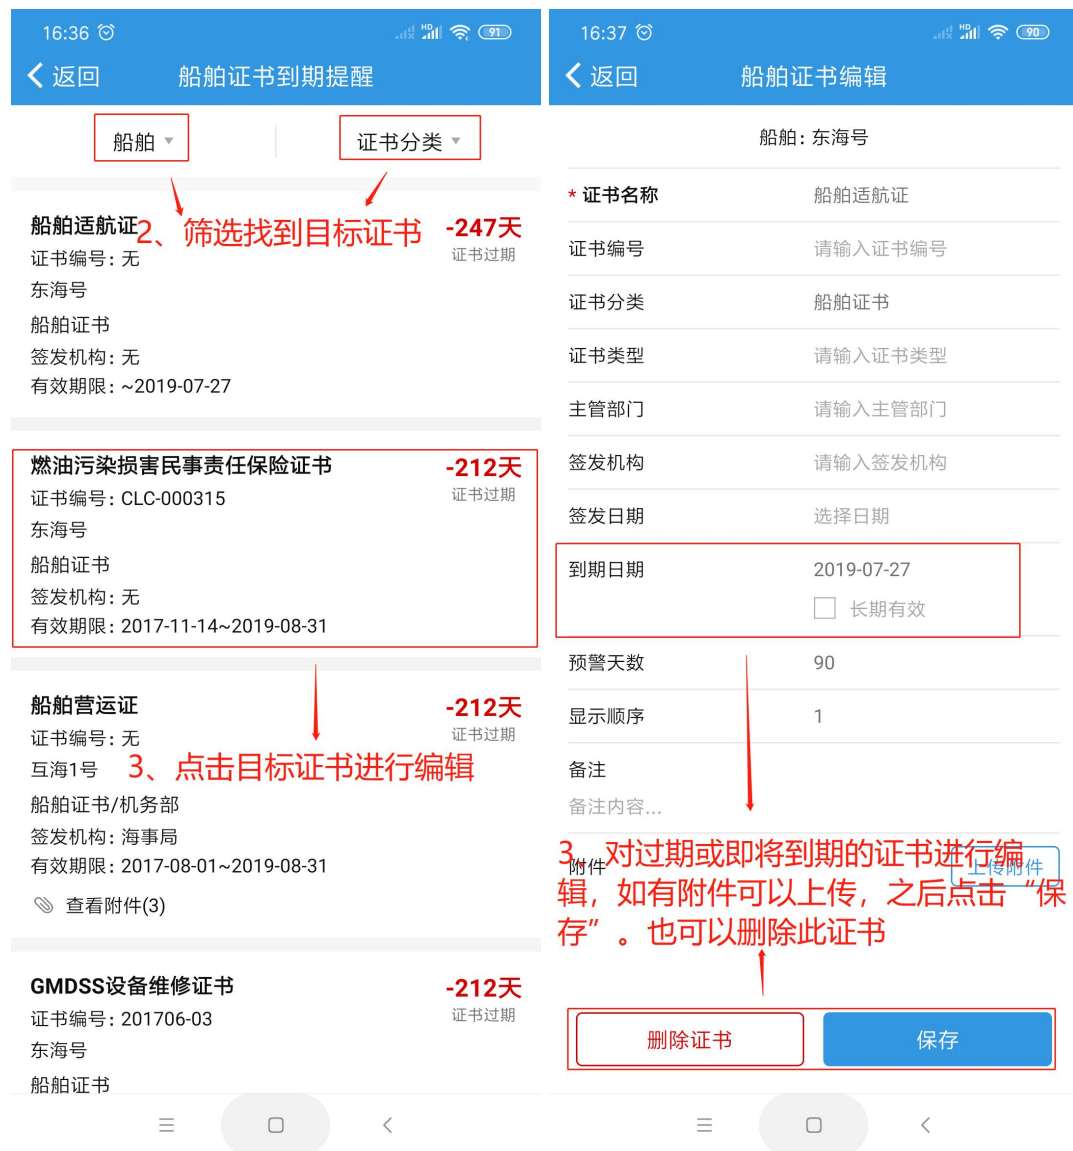 16:36
HD
91
返回
船舶证书到期提醒
船舶
证书分类
2、筛选找到目标证书
船舶适航证
-247天
证书编号: 无
证书过期
东海号
船舶证书
签发机构: 无
有效期限: ~2019-07-27
燃油污染损害民事责任保险证书
-212天
证书编号: CLC-000315
证书过期
东海号
船舶证书
签发机构: 无
有效期限: 2017-11-14~2019-08-31
船舶营运证
-212天
证书编号: 无
证书过期
互海1号
3、点击目标证书进行编辑
船舶证书/机务部
签发机构: 海事局
有效期限: 2017-08-01~2019-08-31
查看附件(3)
GMDSS设备维修证书
-212天
证书编号: 201706-03
证书过期
东海号
船舶证书
16:37
HD
90
返回
船舶证书编辑
船舶: 东海号
* 证书名称
船舶适航证
证书编号
请输入证书编号
证书分类
船舶证书
证书类型
请输入证书类型
主管部门
请输入主管部门
签发机构
请输入签发机构
签发日期
选择日期
到期日期
2019-07-27
长期有效
预警天数
90
显示顺序
1
备注
备注内容...
附件
上传附件
3、对过期或即将到期的证书进行编
辑，如有附件可以上传，之后点击“保
存”。也可以删除此证书
删除证书
保存